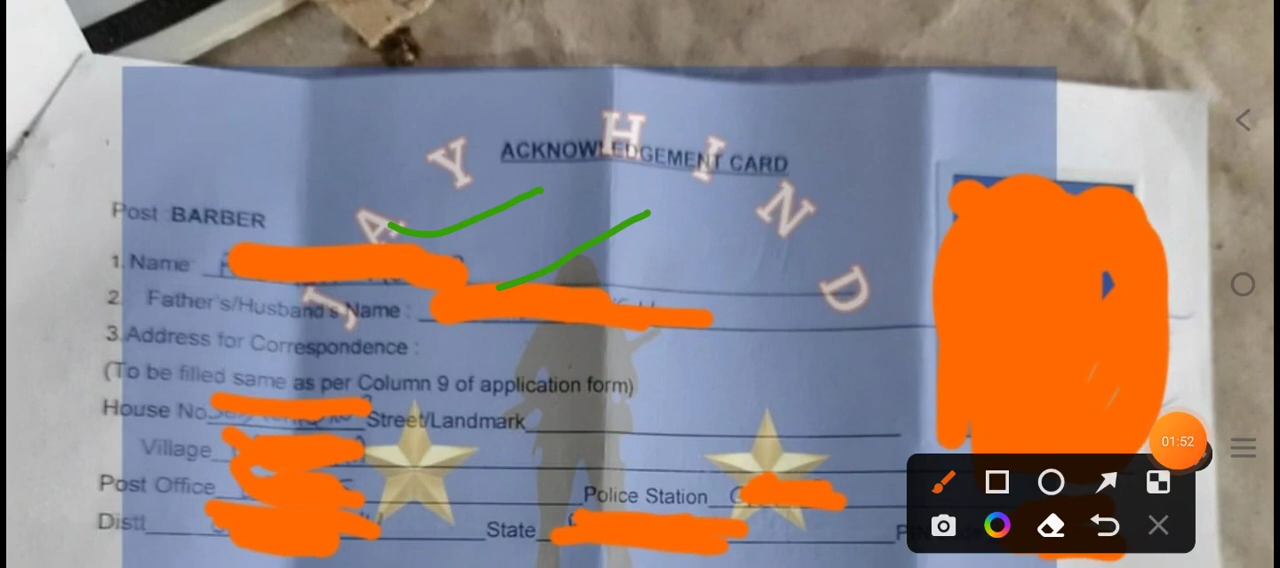 JAY HIND
ACKNOWLEDGEMENT CARD
Post BARBER
1. Name:
2. Father's/Husband's Name :
3. Address for Correspondence :
(To be filled same as per Column 9 of application form)
House No Street/Landmark
Village
Post Office Police Station
Distt State
01:52